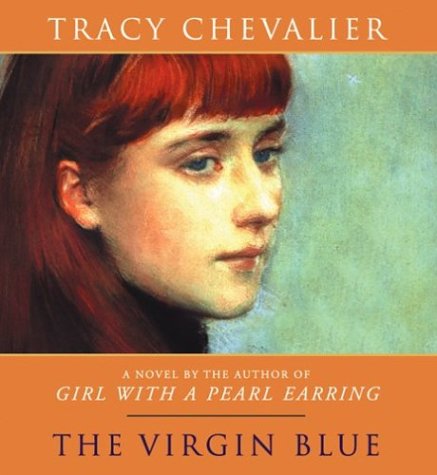 TRACY CHEVALIER
A NOVEL BY THE AUTHOR OF
GIRL WITH A PEARL EARRING
THE VIRGIN BLUE